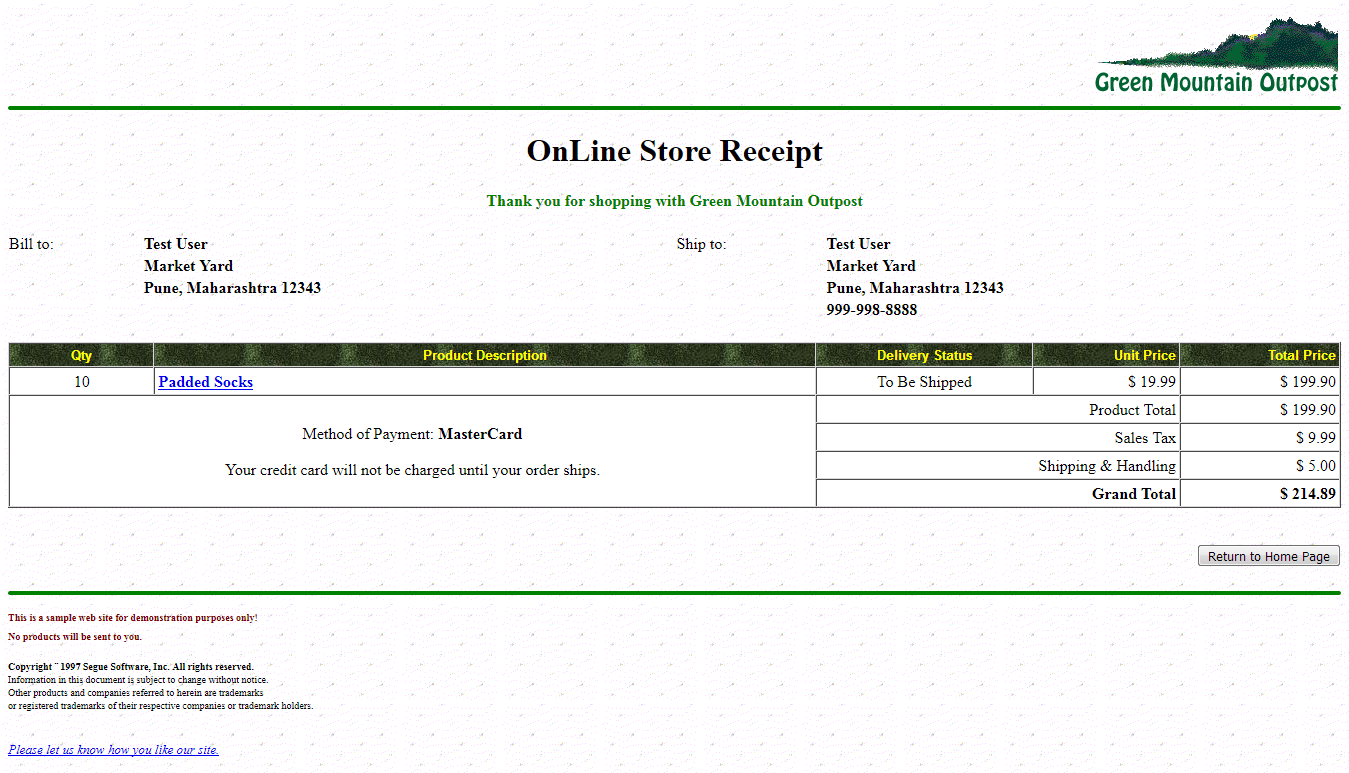 Green Mountain Outpost
OnLine Store Receipt
Thank you for shopping with Green Mountain Outpost
Bill to: Test User
Market Yard
Pune, Maharashtra 12343
Ship to: Test User
Market Yard
Pune, Maharashtra 12343
999-998-8888
Qty Product Description Delivery Status Unit Price Total Price
10 Padded Socks To Be Shipped $ 19.99 $ 199.90
Method of Payment: MasterCard
Your credit card will not be charged until your order ships.
Product Total $ 199.90
Sales Tax $ 9.99
Shipping & Handling $ 5.00
Grand Total $ 214.89
Return to Home Page
This is a sample web site for demonstration purposes only!
No products will be sent to you.
Copyright ¨ 1997 Segue Software, Inc. All rights reserved.
Information in this document is subject to change without notice.
Other products and companies referred to herein are trademarks
or registered trademarks of their respective companies or trademark holders.
Please let us know how you like our site.